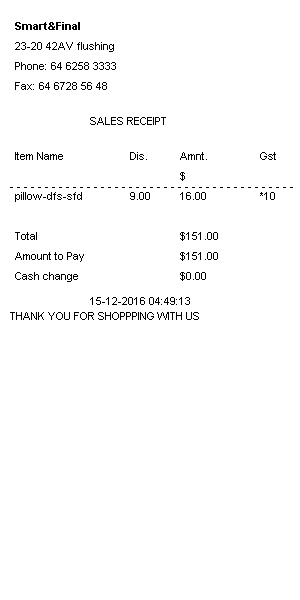 Smart&Final
23-20 42AV flushing
Phone: 64 6258 3333
Fax: 64 6728 56 48
SALES RECEIPT
Item Name Dis. Amnt. Gst
$
pillow-dfs-sfd 9.00 16.00 *10
Total $151.00
Amount to Pay $151.00
Cash change $0.00
15-12-2016 04:49:13
THANK YOU FOR SHOPPPING WITH US